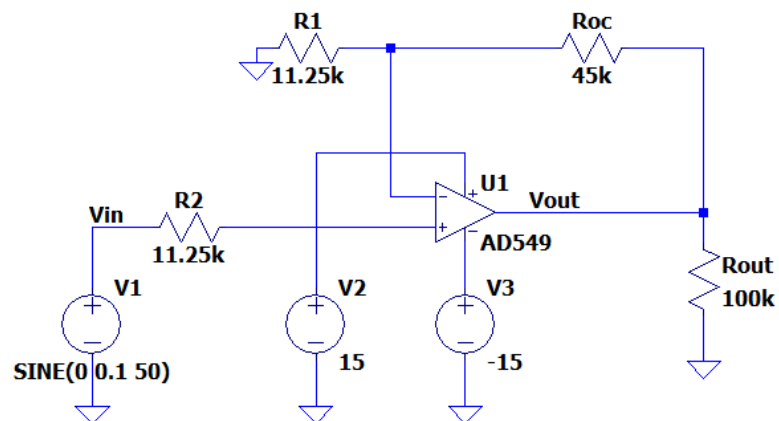 R1
11.25k
Roc
45k
U1
+
-
+
-
AD549
Vout
Vin
R2
11.25k
Rout
100k
V1
+
-
SINE(0 0.1 50)
V2
+
-
15
V3
+
-
-15